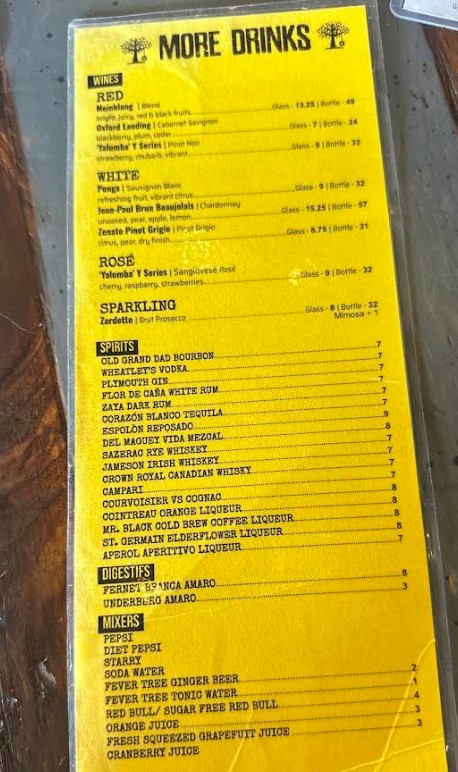 MORE DRINKS
WINES
RED
Meinklang | Blend
bright, juicy, red & black fruits Glass - 13.25 | Bottle - 49
Oxford Landing | Cabernet Savignon
blackberry, plum, cedar Glass - 7 | Bottle - 24
'Yalumba' Y Series | Pinot Noir
strawberry, rhubarb, vibrant Glass - 9 | Bottle - 32
WHITE
Ponga | Sauvignon Blanc
refreshing fruit, vibrant citrus Glass - 9 | Bottle - 32
Jean-Paul Brun Beaujolais | Chardonnay
unoaked, pear, apple, lemon Glass - 15.25 | Bottle - 57
Zenato Pinot Grigio | Pinot Grigio
citrus, pear, dry finish Glass - 8.75 | Bottle - 31
ROSÉ
'Yalumba' Y Series | Sangiovese Rosé
cherry, raspberry, strawberries Glass - 9 | Bottle - 32
SPARKLING
Zardetto | Brut Prosecco Glass - 8 | Bottle - 32
Mimosa + 1
SPIRITS
OLD GRAND DAD BOURBON 7
WHEATLEY'S VODKA 7
PLYMOUTH GIN 7
FLOR DE CAÑA WHITE RUM 7
ZAYA DARK RUM 7
CORAZÓN BLANCO TEQUILA 7
ESPOLÒN REPOSADO 9
DEL MAGUEY VIDA MEZCAL 8
SAZERAC RYE WHISKEY 7
JAMESON IRISH WHISKEY 7
CROWN ROYAL CANADIAN WHISKY 7
CAMPARI 7
COURVOISIER VS COGNAC 8
COINTREAU ORANGE LIQUEUR 8
MR. BLACK COLD BREW COFFEE LIQUEUR 8
ST. GERMAIN ELDERFLOWER LIQUEUR 8
APEROL APERITIVO LIQUEUR 7
DIGESTIFS
FERNET BRANCA AMARO 8
UNDERBERG AMARO 3
MIXERS
PEPSI
DIET PEPSI
STARRY
SODA WATER
FEVER TREE GINGER BEER 2
FEVER TREE TONIC WATER 1
RED BULL/ SUGAR FREE RED BULL 4
ORANGE JUICE 3
FRESH SQUEEZED GRAPEFUIT JUICE 3
CRANBERRY JUICE